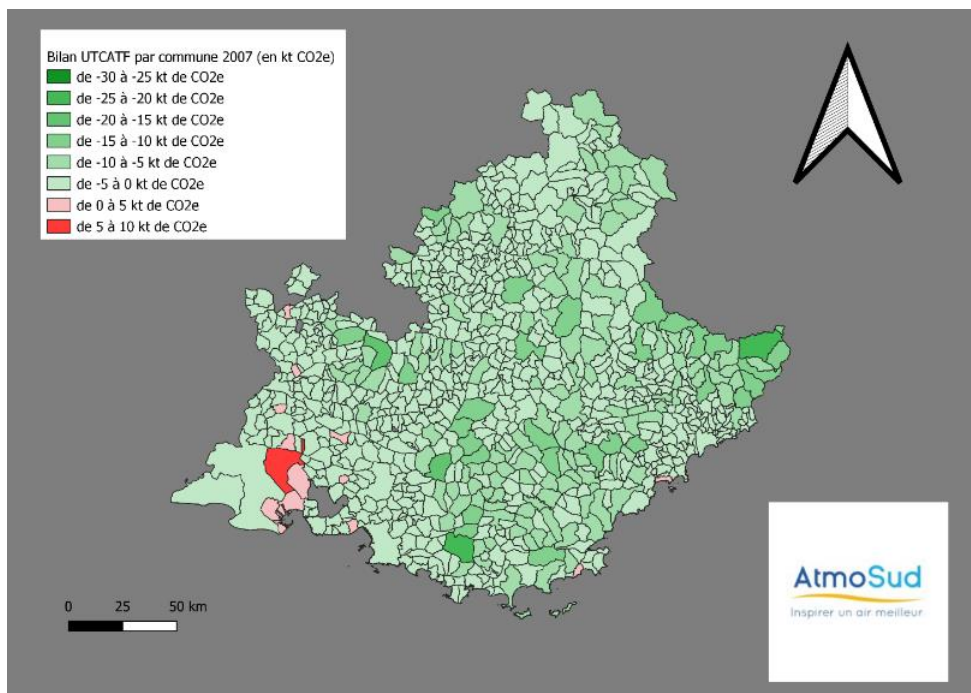 Bilan UTCATF par commune 2007 (en kt CO2e)
de -30 à -25 kt de CO2e
de -25 à -20 kt de CO2e
de -20 à -15 kt de CO2e
de -15 à -10 kt de CO2e
de -10 à -5 kt de CO2e
de -5 à 0 kt de CO2e
de 0 à 5 kt de CO2e
de 5 à 10 kt de CO2e
0 25 50 km
AtmoSud
Inspirer un air meilleur